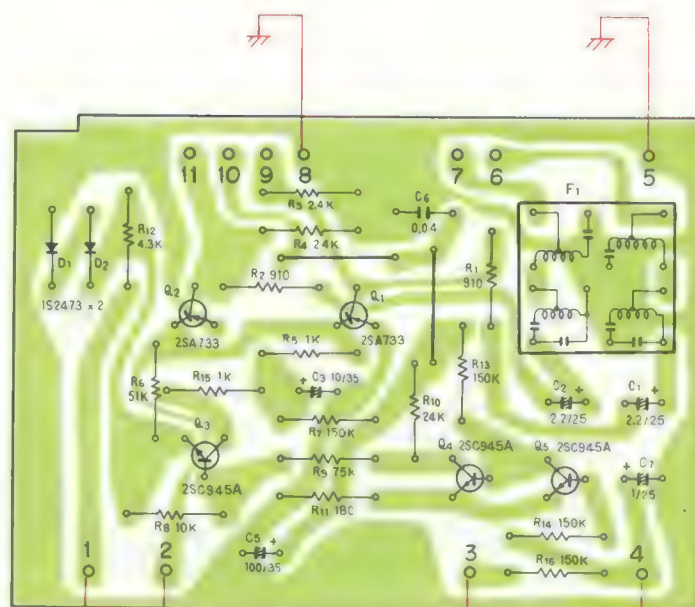 11 10 9 8 7 6 5
F1
R3 2.4K
C6
0.04
R12
4.3K
R4 24K
D1 D2
R2 910
R1
910
1S2473 x 2
Q2
Q1
2SA733
2SA733
R5 1K
R13
150K
R6
51K
R15 1K
C3 10/35
+
R10
24K
C2 +
2.2/25
C1 +
2.2/25
R7 150K
Q3
Q4 2SC945A
Q5 2SC945A
R9 75K
+ C7
1/25
2SC945A
R11 180
R8 10K
R14 150K
C5 +
100/35
R16 150K
1 2 3 4